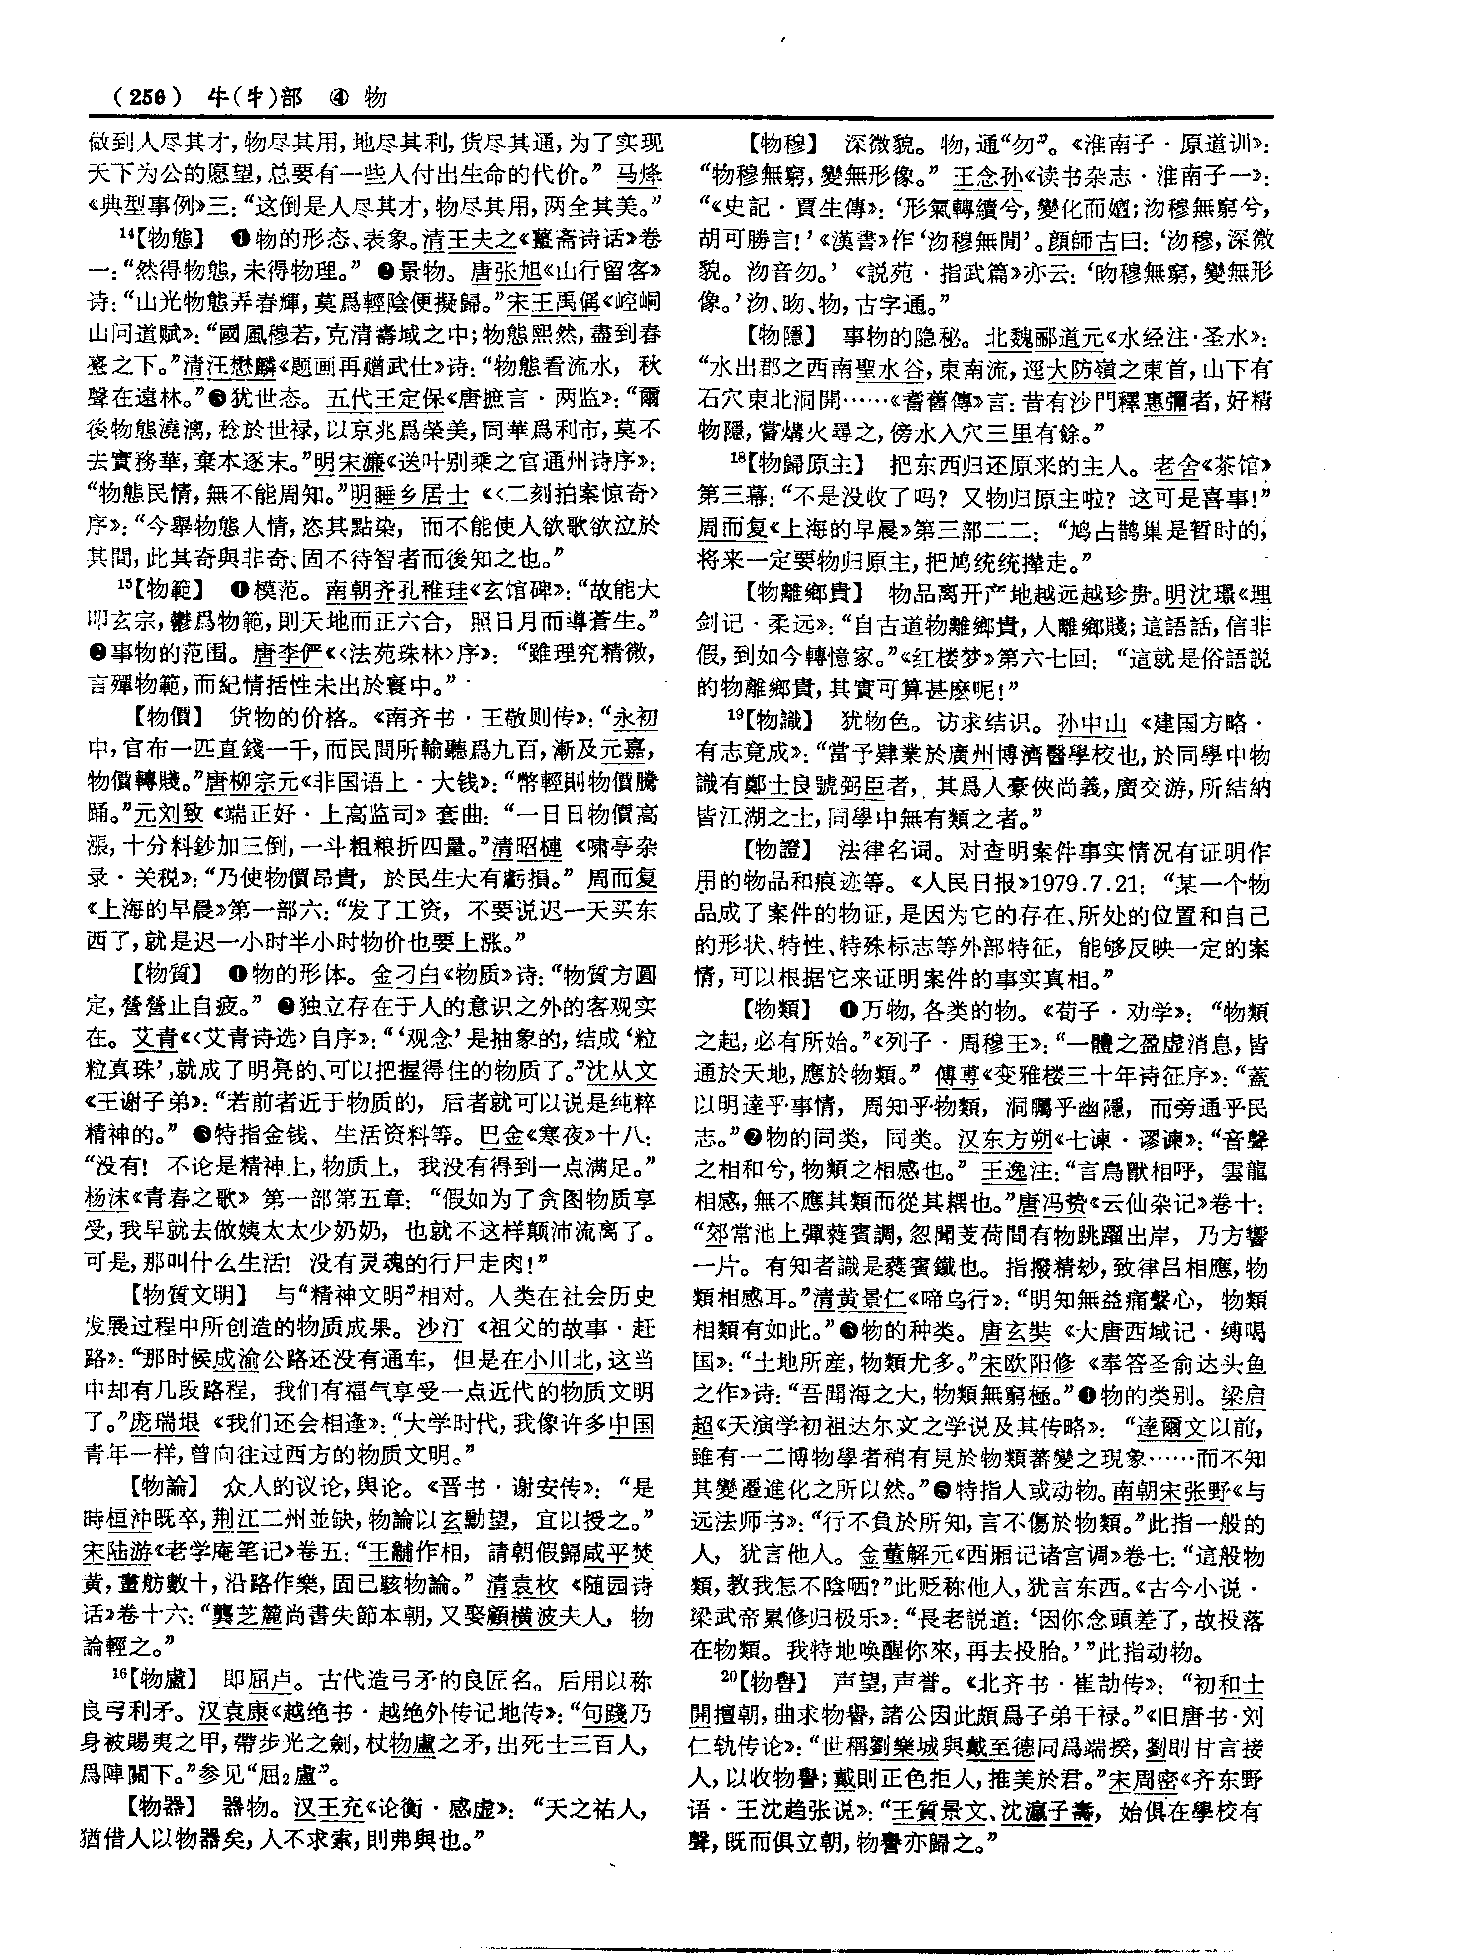 (256) 牛(牜)部 ④ 物
做到人尽其才,物尽其用,地尽其利,货尽其通,为了实现
天下为公的愿望,总要有一些人付出生命的代价。”马烽
《典型事例》三:“这倒是人尽其才,物尽其用,两全其美。”
14【物態】 ❶物的形态、表象。清王夫之《薑斋诗话》卷
一:“然得物態,未得物理。” ❷景物。唐张旭《山行留客》
诗:“山光物態弄春輝,莫爲輕陰便擬歸。”宋王禹偁《崆峒
山问道赋》:“國風穆若,克清壽域之中;物態熙然,盡到春
臺之下。”清汪懋麟《题画再赠武仕》诗:“物態看流水, 秋
聲在遠林。”❸犹世态。 五代王定保《唐摭言·两监》:“爾
後物態澆漓,稔於世禄,以京兆爲榮美,同華爲利市,莫不
去實務華,棄本逐末。”明宋濂《送叶别乘之官通州诗序》:
“物態民情,無不能周知。”明睡乡居士《〈二刻拍案惊奇〉
序》:“今舉物態人情,恣其點染, 而不能使人欲歌欲泣於
其間,此其奇與非奇,固不待智者而後知之也。”
15【物範】 ❶模范。 南朝齐孔稚珪《玄馆碑》:“故能大
卽玄宗,鬱爲物範,則天地而正六合, 照日月而導蒼生。”
❷事物的范围。唐李俨《〈法苑珠林〉序》:“雖理究精微,
言殫物範,而紀情括性未出於寰中。”
【物價】 货物的价格。《南齐书·王敬则传》:“永初
中,官布一匹直錢一千,而民間所輸聽爲九百,漸及元嘉,
物價轉賤。”唐柳宗元《非国语上·大钱》:“幣輕則物價騰
踊。”元刘致《端正好·上高监司》套曲:“一日日物價高
漲,十分料鈔加三倒,一斗粗粮折四量。”清昭槤《啸亭杂
录·关税》:“乃使物價昂貴, 於民生大有虧損。” 周而复
《上海的早晨》第一部六:“发了工资, 不要说迟一天买东
西了,就是迟一小时半小时物价也要上涨。”
【物質】 ❶物的形体。金刁白《物质》诗:“物質方圓
定,營營止自疲。” ❷独立存在于人的意识之外的客观实
在。艾青《〈艾青诗选〉自序》:“‘观念’是抽象的,结成‘粒
粒真珠’,就成了明亮的、可以把握得住的物质了。”沈从文
《王谢子弟》:“若前者近于物质的, 后者就可以说是纯粹
精神的。” ❸特指金钱、生活资料等。巴金《寒夜》十八:
“没有! 不论是精神上,物质上, 我没有得到一点满足。”
杨沫《青春之歌》第一部第五章:“假如为了贪图物质享
受,我早就去做姨太太少奶奶, 也就不这样颠沛流离了。
可是,那叫什么生活! 没有灵魂的行尸走肉!”
【物質文明】 与“精神文明”相对。人类在社会历史
发展过程中所创造的物质成果。沙汀《祖父的故事·赶
路》:“那时候成渝公路还没有通车, 但是在小川北,这当
中却有几段路程, 我们有福气享受一点近代的物质文明
了。”庞瑞垠《我们还会相逢》:“大学时代,我像许多中国
青年一样,曾向往过西方的物质文明。”
【物論】 众人的议论,舆论。《晋书·谢安传》:“是
時桓沖既卒,荆江二州並缺,物論以玄勳望, 宜以授之。”
宋陆游《老学庵笔记》卷五:“王黼作相, 請朝假歸咸平焚
黄,畫舫數十,沿路作樂,固已駭物論。” 清袁枚《随园诗
话》卷十六:“龔芝麓尚書失節本朝,又娶顧橫波夫人, 物
論輕之。”
16【物盧】 即屈卢。古代造弓矛的良匠名。后用以称
良弓利矛。汉袁康《越绝书·越绝外传记地传》:“句踐乃
身被賜夷之甲,帶步光之劍,杖物盧之矛,出死士三百人,
爲陣關下。”参见“屈₂盧”。
【物器】 器物。汉王充《论衡·感虚》:“天之祐人,
猶借人以物器矣,人不求索,則弗與也。”
【物穆】 深微貌。物,通“勿”。《淮南子·原道训》:
“物穆無窮,變無形像。” 王念孙《读书杂志·淮南子一》:
“《史記·賈生傳》:‘形氣轉續兮,變化而嬗;沕穆無窮兮,
胡可勝言!’《漢書》作‘沕穆無閒’。顔師古曰:‘沕穆,深微
貌。沕音勿。’《説苑·指武篇》亦云:‘昒穆無窮,變無形
像。’沕、昒、物,古字通。”
【物隱】 事物的隐秘。北魏郦道元《水经注·圣水》:
“水出郡之西南聖水谷,東南流,逕大防嶺之東首,山下有
石穴東北洞開……《耆舊傳》言:昔有沙門釋惠彌者,好精
物隱,嘗篝火尋之,傍水入穴三里有餘。”
18【物歸原主】 把东西归还原来的主人。老舍《茶馆》
第三幕:“不是没收了吗? 又物归原主啦? 这可是喜事!”
周而复《上海的早晨》第三部二二:“鸠占鹊巢是暂时的,
将来一定要物归原主,把鸠统统撵走。”
【物離鄉貴】 物品离开产地越远越珍贵。明沈璟《埋
剑记·柔远》:“自古道物離鄉貴,人離鄉賤;這語話,信非
假,到如今轉憶家。”《红楼梦》第六七回:“這就是俗語説
的物離鄉貴,其實可算甚麽呢!”
19【物識】 犹物色。访求结识。孙中山《建国方略·
有志竟成》:“當予肄業於廣州博濟醫學校也,於同學中物
識有鄭士良號弼臣者, 其爲人豪俠尚義,廣交游,所結納
皆江湖之士,同學中無有類之者。”
【物證】 法律名词。对查明案件事实情况有证明作
用的物品和痕迹等。《人民日报》1979.7.21:“某一个物
品成了案件的物证,是因为它的存在、所处的位置和自己
的形状、特性、特殊标志等外部特征, 能够反映一定的案
情,可以根据它来证明案件的事实真相。”
【物類】 ❶万物,各类的物。《荀子·劝学》:“物類
之起,必有所始。”《列子·周穆王》:“一體之盈虚消息,皆
通於天地,應於物類。” 傅尃《变雅楼三十年诗征序》:“蓋
以明達乎事情, 周知乎物類, 洞矚乎幽隱, 而旁通乎民
志。”❷物的同类, 同类。汉东方朔《七谏·谬谏》:“音聲
之相和兮,物類之相感也。” 王逸注:“言鳥獸相呼, 雲龍
相感,無不應其類而從其耦也。”唐冯贽《云仙杂记》卷十:
“郊常池上彈蕤賓調,忽聞芰荷間有物跳躍出岸, 乃方響
一片。有知者識是蕤賓鐵也。指撥精妙,致律吕相應,物
類相感耳。”清黄景仁《啼乌行》:“明知無益痛繫心, 物類
相類有如此。”❸物的种类。唐玄奘《大唐西域记·缚喝
国》:“土地所産,物類尤多。”宋欧阳修《奉答圣俞达头鱼
之作》诗:“吾聞海之大,物類無窮極。”❹物的类别。梁启
超《天演学初祖达尔文之学说及其传略》:“達爾文以前,
雖有一二博物學者稍有見於物類蕃變之現象……而不知
其變遷進化之所以然。”❺特指人或动物。南朝宋张野《与
远法师书》:“行不負於所知,言不傷於物類。”此指一般的
人, 犹言他人。金董解元《西厢记诸宫调》卷七:“這般物
類,教我怎不陰哂?”此贬称他人,犹言东西。《古今小说·
梁武帝累修归极乐》:“長老説道:‘因你念頭差了,故投落
在物類。我特地唤醒你來,再去投胎。’”此指动物。
20【物譽】 声望,声誉。《北齐书·崔劼传》:“初和士
開擅朝,曲求物譽,諸公因此頗爲子弟干禄。”《旧唐书·刘
仁轨传论》:“世稱劉樂城與戴至德同爲端揆,劉則甘言接
人,以收物譽;戴則正色拒人,推美於君。”宋周密《齐东野
语·王沈趋张说》:“王質景文、沈瀛子壽, 始俱在學校有
聲,既而俱立朝,物譽亦歸之。”